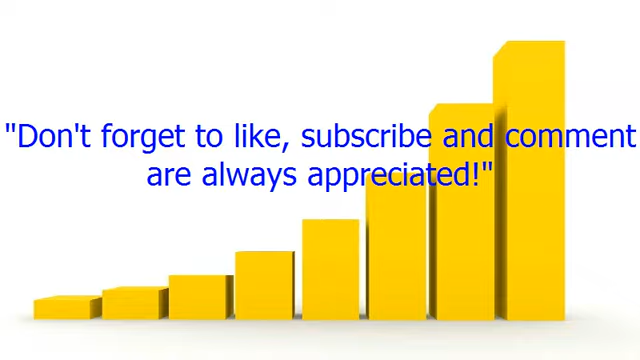 "Don't forget to like, subscribe and comment
are always appreciated!"